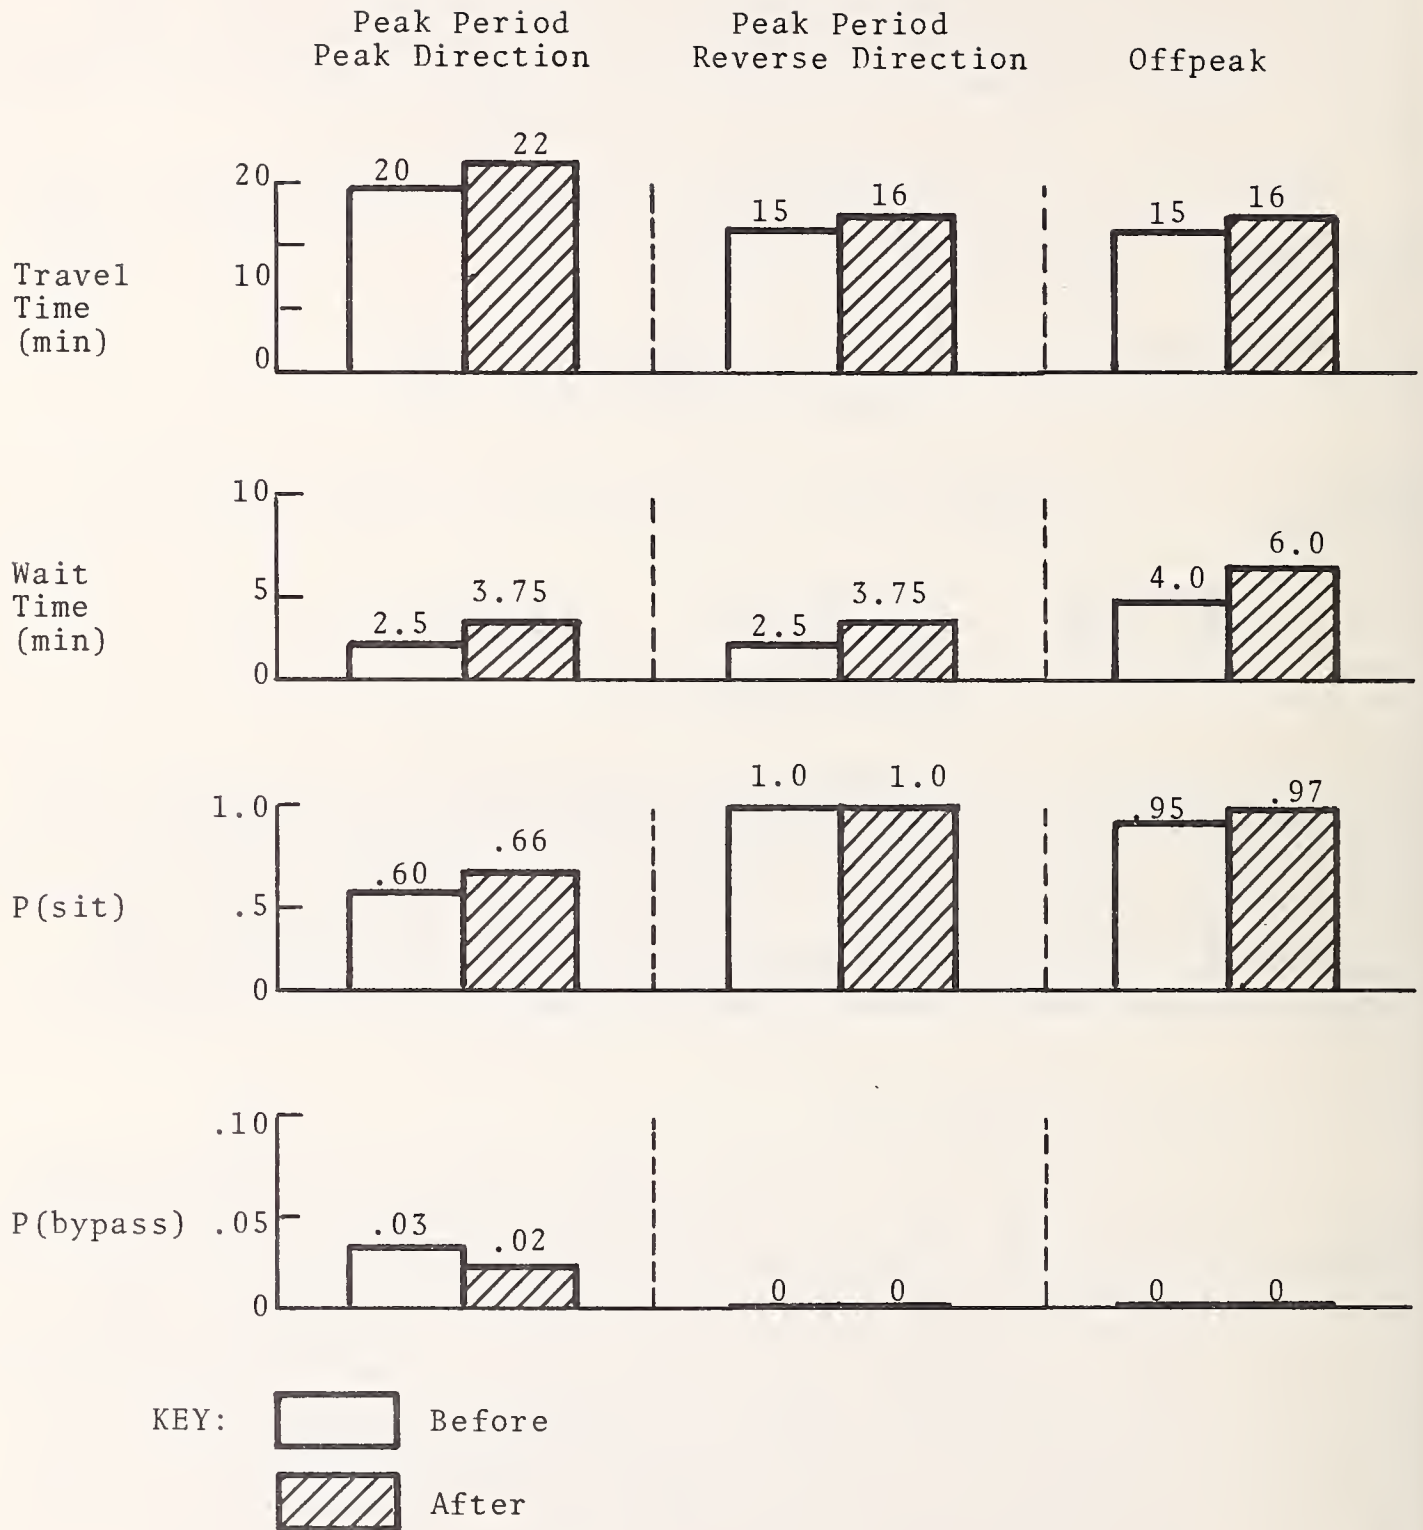 Peak Period
Peak Direction
Peak Period
Reverse Direction
Offpeak
Travel
Time
(min)
20
10
0
20
22
15
16
15
16
Wait
Time
(min)
10
5
0
2.5
3.75
2.5
3.75
4.0
6.0
P(sit)
1.0
.5
0
.60
.66
1.0
1.0
.95
.97
P(bypass)
.10
.05
0
.03
.02
0
0
0
0
KEY:
Before
After